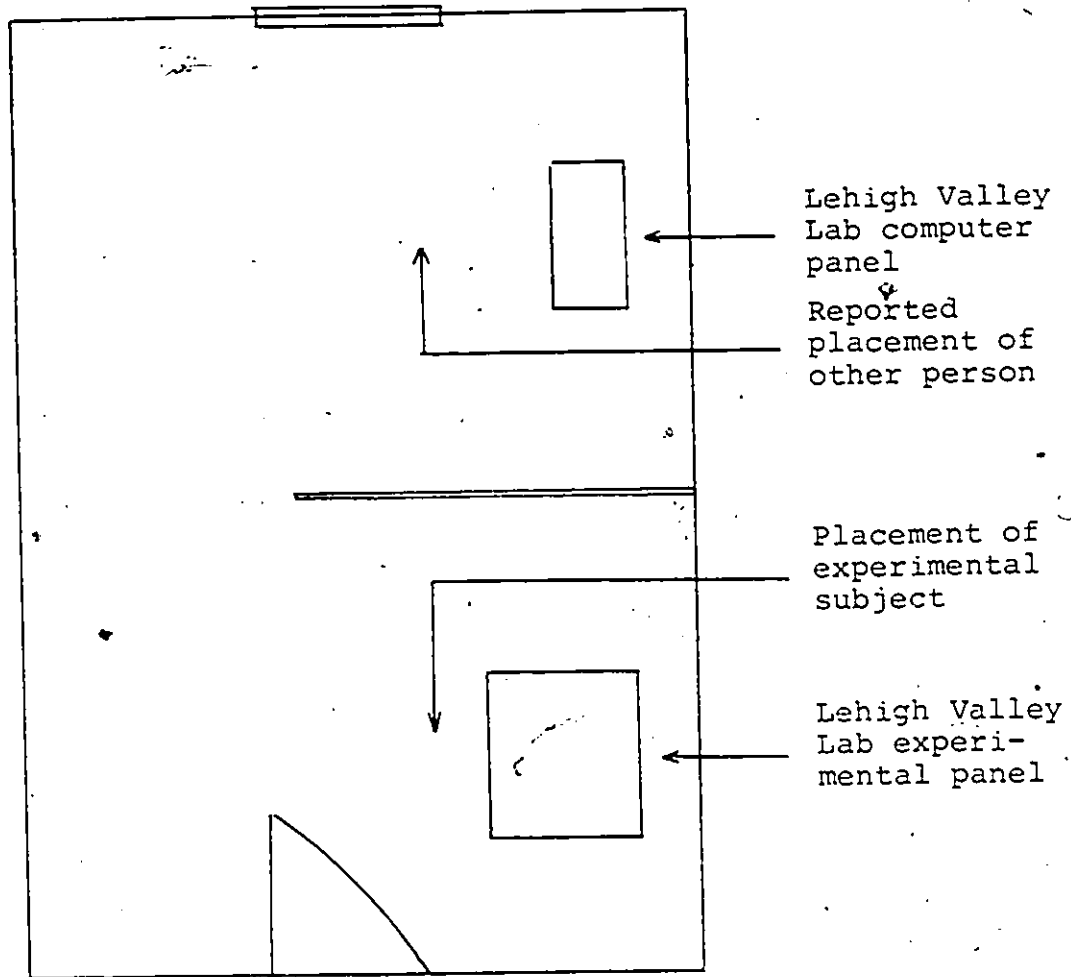 Lehigh Valley
Lab computer
panel
Reported
placement of
other person
Placement of
experimental
subject
Lehigh Valley
Lab experi-
mental panel